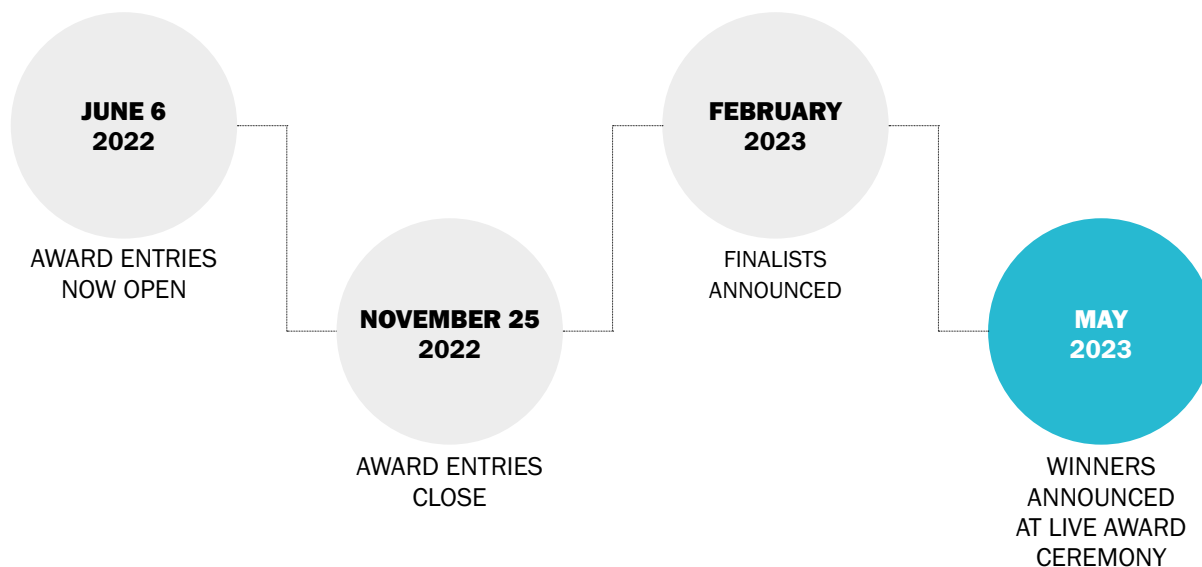 JUNE 6
2022
AWARD ENTRIES
NOW OPEN
NOVEMBER 25
2022
AWARD ENTRIES
CLOSE
FEBRUARY
2023
FINALISTS
ANNOUNCED
MAY
2023
WINNERS
ANNOUNCED
AT LIVE AWARD
CEREMONY